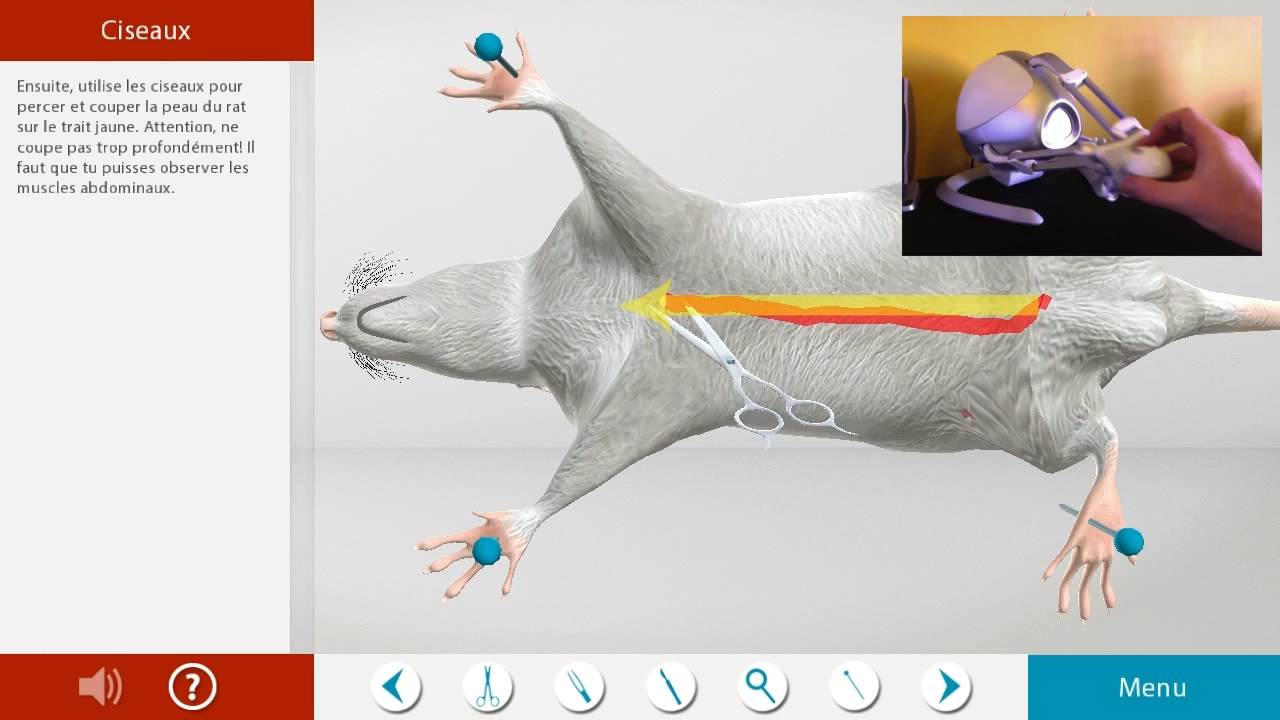 Ciseaux
Ensuite, utilise les ciseaux pour
percer et couper la peau du rat
sur le trait jaune. Attention, ne
coupe pas trop profondément! Il
faut que tu puisses observer les
muscles abdominaux.
?
Menu